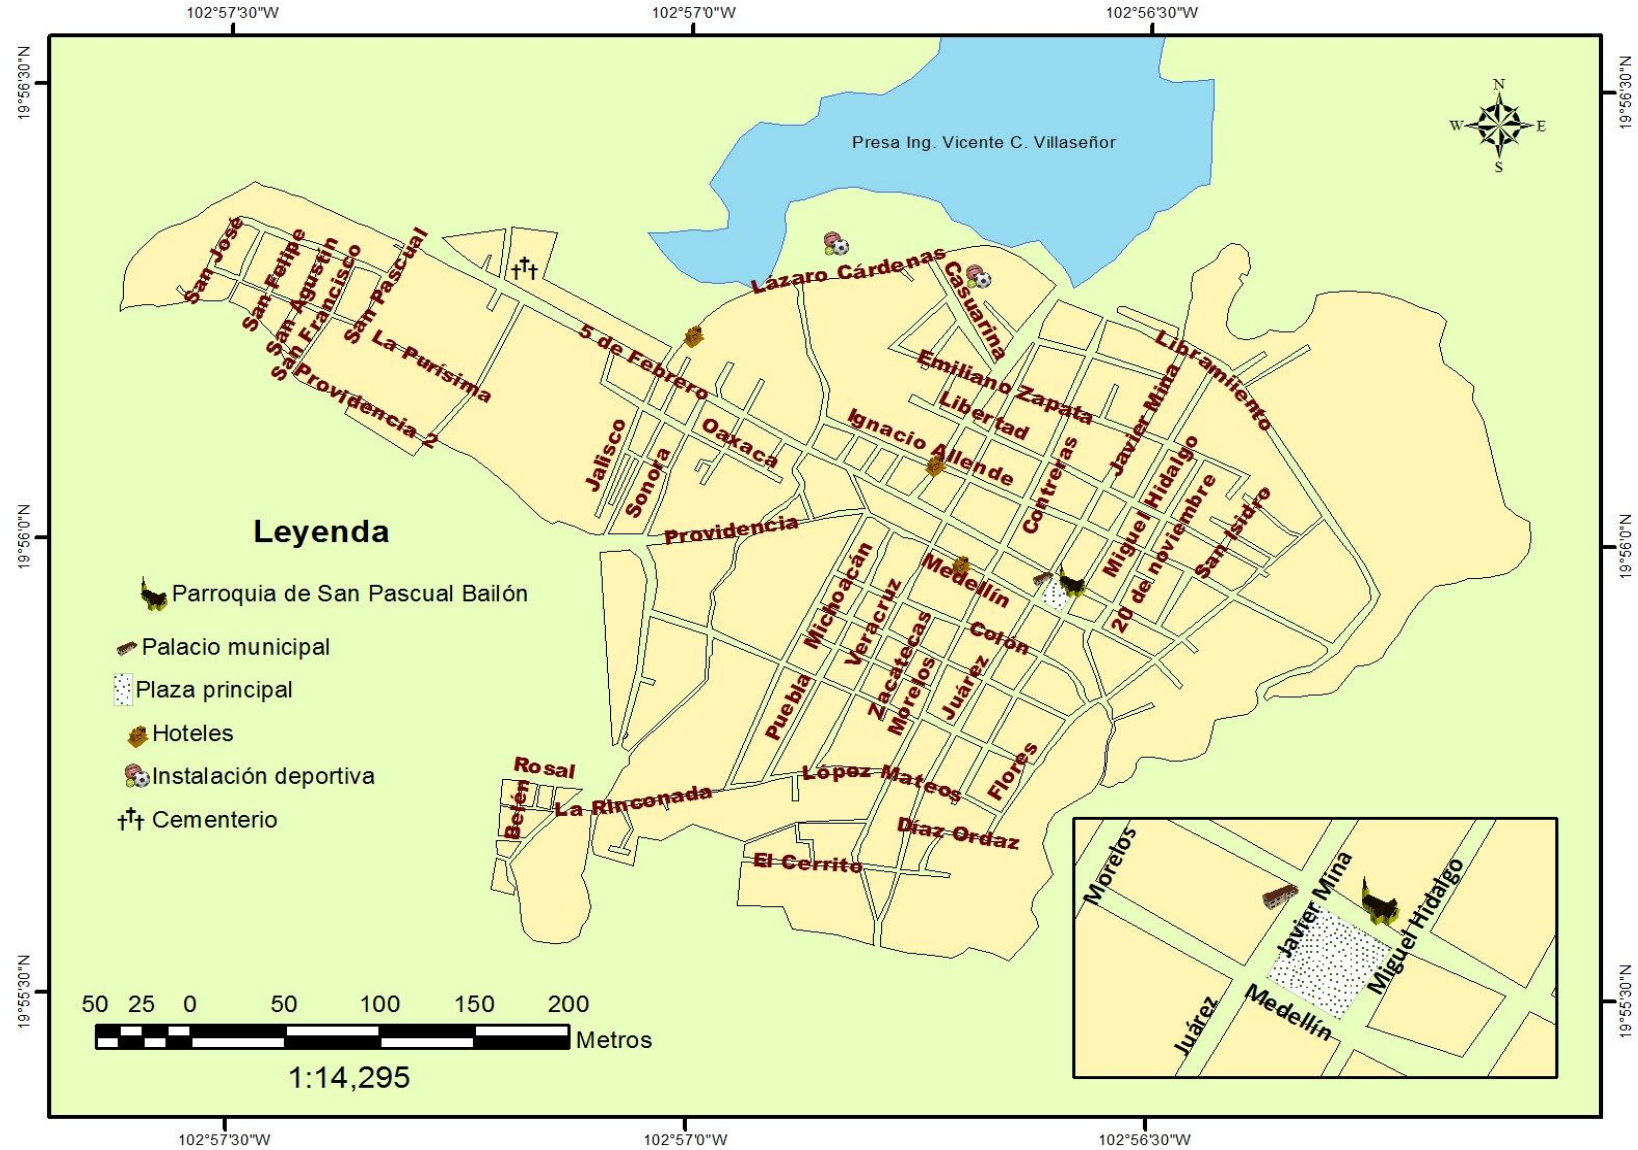 102°57'30"W
102°57'0"W
102°56'30"W
19°56'30"N
19°56'30"N
N
W
E
S
Presa Ing. Vicente C. Villaseñor
San José
San Felipe
San Agustin
San Francisco
San Pascual
La Purísima
Providencia 2
5 de Febrero
Lázaro Cárdenas
Casuarina
Emiliano Zapata
Libertad
Ignacio Allende
Libramiiento
Javier Mina
Contreras
Miguel Hidalgo
20 de noviembre
San Isidro
Jalisco
Sonora
Oaxaca
Providencia
19°56'0"N
19°56'0"N
Medellín
Colón
Michoacán
Veracruz
Zacatecas
Morelos
Juárez
Puebla
Flores
López Mateos
Rosal
Belén
La Rinconada
Díaz Ordaz
El Cerrito
Leyenda
Parroquia de San Pascual Bailón
Palacio municipal
Plaza principal
Hoteles
Instalación deportiva
Cementerio
Morelos
Javier Mina
Miguel Hidalgo
Medellín
Juárez
19°55'30"N
19°55'30"N
50 25 0 50 100 150 200
Metros
1:14,295
102°57'30"W
102°57'0"W
102°56'30"W